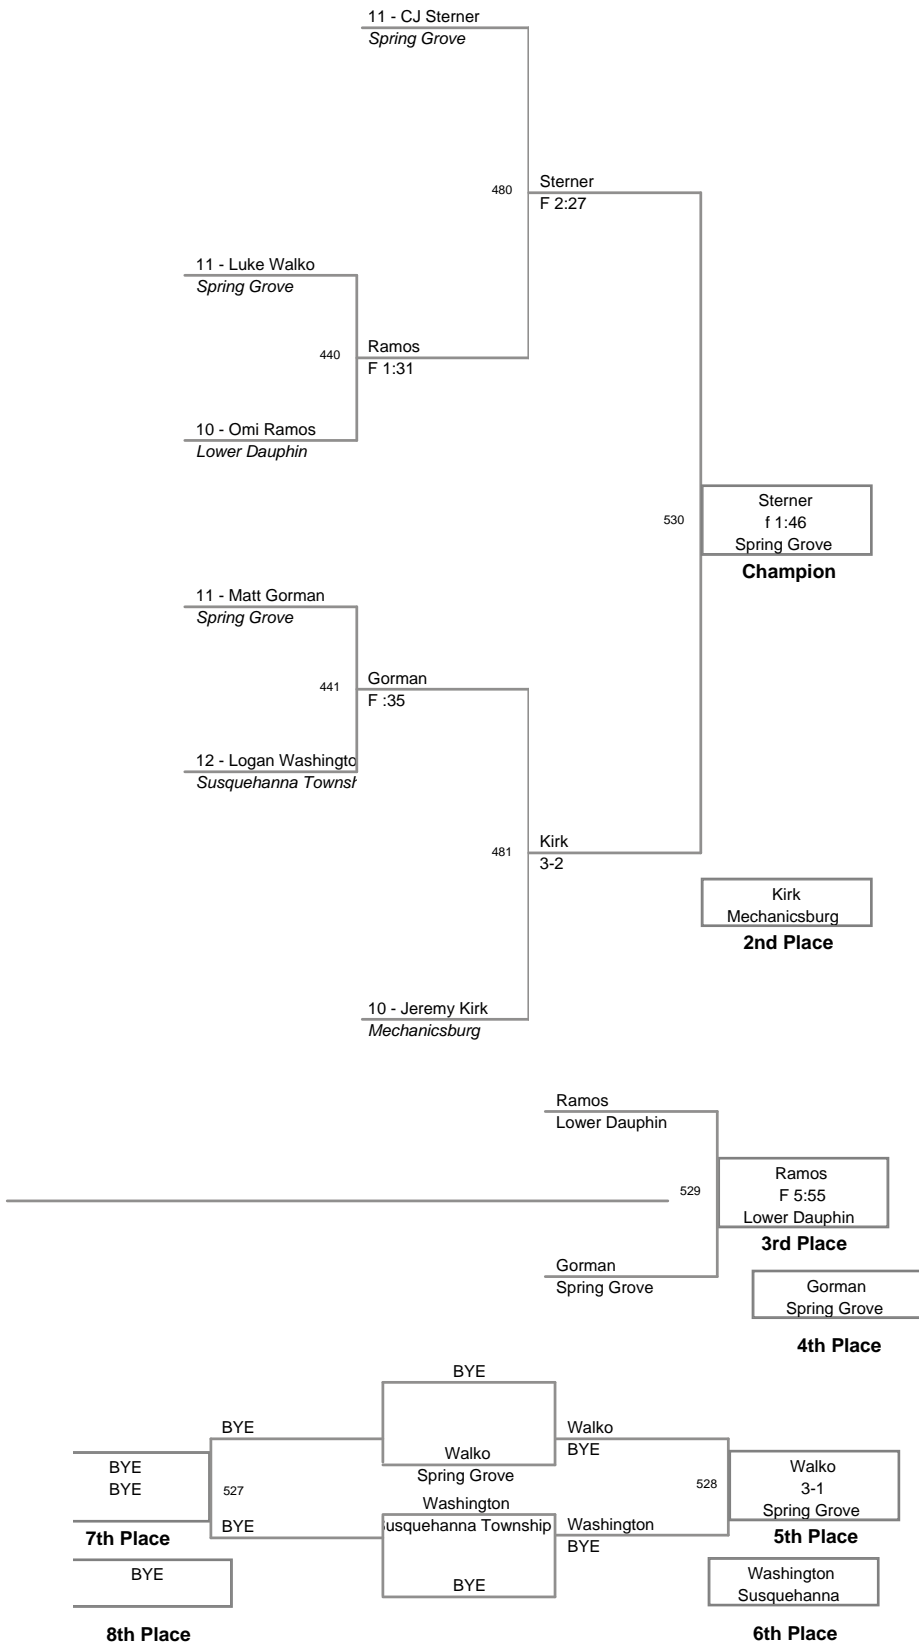 11 - CJ Sterner
Spring Grove
480
Sterner
F 2:27
11 - Luke Walko
Spring Grove
440
Ramos
F 1:31
10 - Omi Ramos
Lower Dauphin
530
Sterner
f 1:46
Spring Grove
Champion
11 - Matt Gorman
Spring Grove
441
Gorman
F :35
12 - Logan Washingto
Susquehanna Townsh
481
Kirk
3-2
Kirk
Mechanicsburg
2nd Place
10 - Jeremy Kirk
Mechanicsburg
Ramos
Lower Dauphin
529
Ramos
F 5:55
Lower Dauphin
3rd Place
Gorman
Spring Grove
Gorman
Spring Grove
4th Place
BYE
BYE
Walko
BYE
Walko
Spring Grove
BYE
BYE
527
528
Walko
3-1
Spring Grove
5th Place
Washington
usquehanna Township
BYE
Washington
BYE
7th Place
BYE
BYE
Washington
Susquehanna
6th Place
8th Place